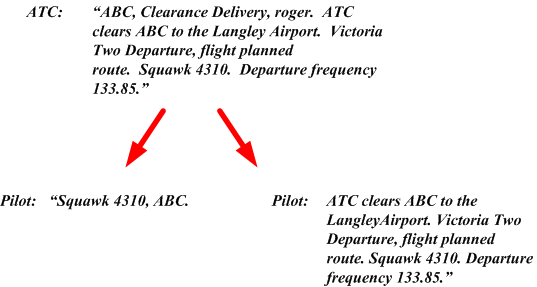 ATC: “ABC, Clearance Delivery, roger. ATC
clears ABC to the Langley Airport. Victoria
Two Departure, flight planned
route. Squawk 4310. Departure frequency
133.85.”
Pilot: “Squawk 4310, ABC.
Pilot: ATC clears ABC to the
LangleyAirport. Victoria Two
Departure, flight planned
route. Squawk 4310. Departure
frequency 133.85.”